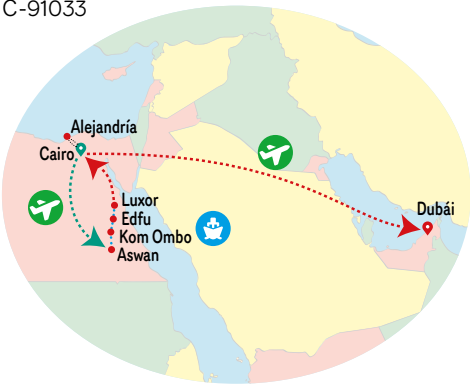 C-91033
Alejandría
Cairo
Luxor
Edfu
Kom Ombo
Aswan
Dubái